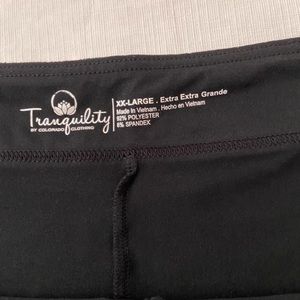 Tranquility
BY COLORADO CLOTHING
XX-LARGE . Extra Extra Grande
Made in Vietnam . Hecho en Vietnam
92% POLYESTER
8% SPANDEX